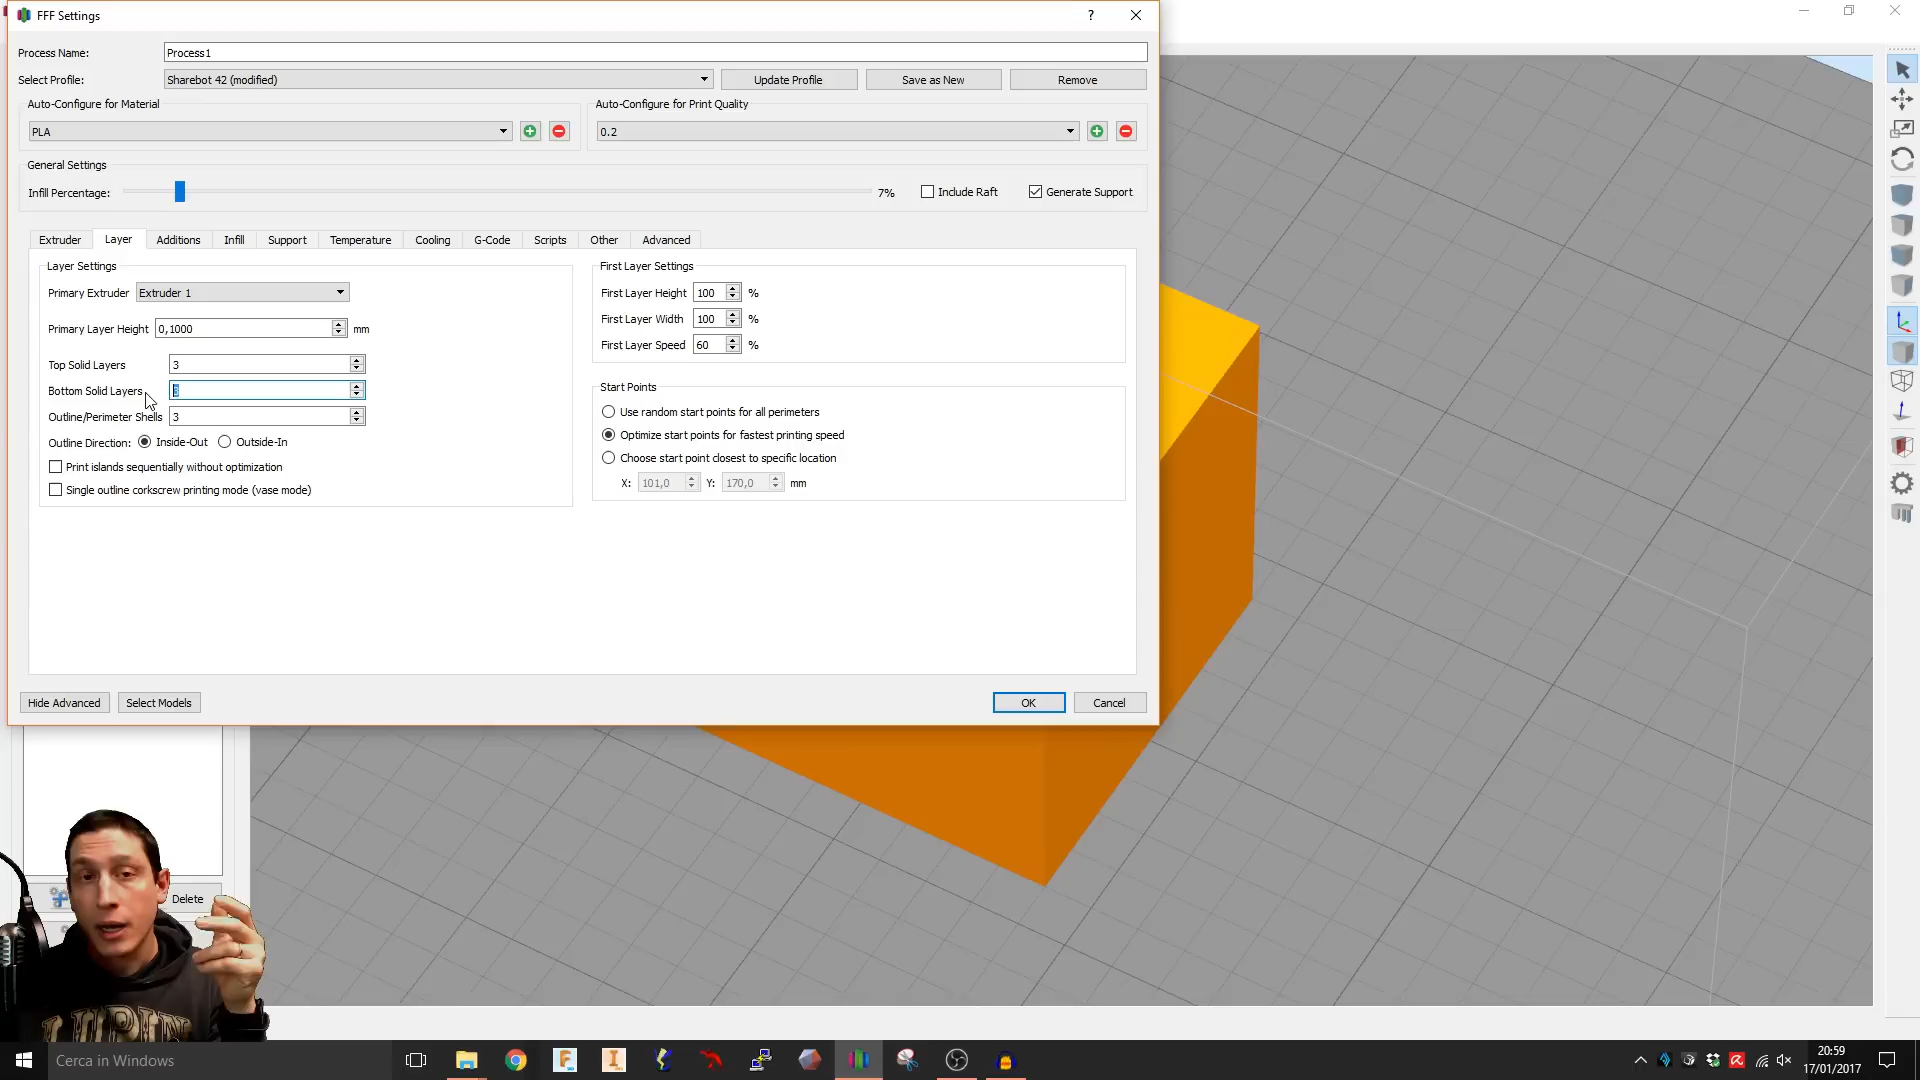 FFF Settings
?
Process Name:
Process1
Select Profile:
Sharebot 42 (modified)
Update Profile
Save as New
Remove
Auto-Configure for Material
Auto-Configure for Print Quality
PLA
0.2
General Settings
Infill Percentage:
7%
Include Raft
Generate Support
Extruder
Layer
Additions
Infill
Support
Temperature
Cooling
G-Code
Scripts
Other
Advanced
Layer Settings
Primary Extruder
Extruder 1
Primary Layer Height
0,1000
mm
Top Solid Layers
3
Bottom Solid Layers
Outline/Perimeter Shells
3
Outline Direction:
Inside-Out
Outside-In
Print islands sequentially without optimization
Single outline corkscrew printing mode (vase mode)
First Layer Settings
First Layer Height
100
%
First Layer Width
100
%
First Layer Speed
60
%
Start Points
Use random start points for all perimeters
Optimize start points for fastest printing speed
Choose start point closest to specific location
X:
101,0
Y:
170,0
mm
Hide Advanced
Select Models
OK
Cancel
Delete
Cerca in Windows
20:59
17/01/2017